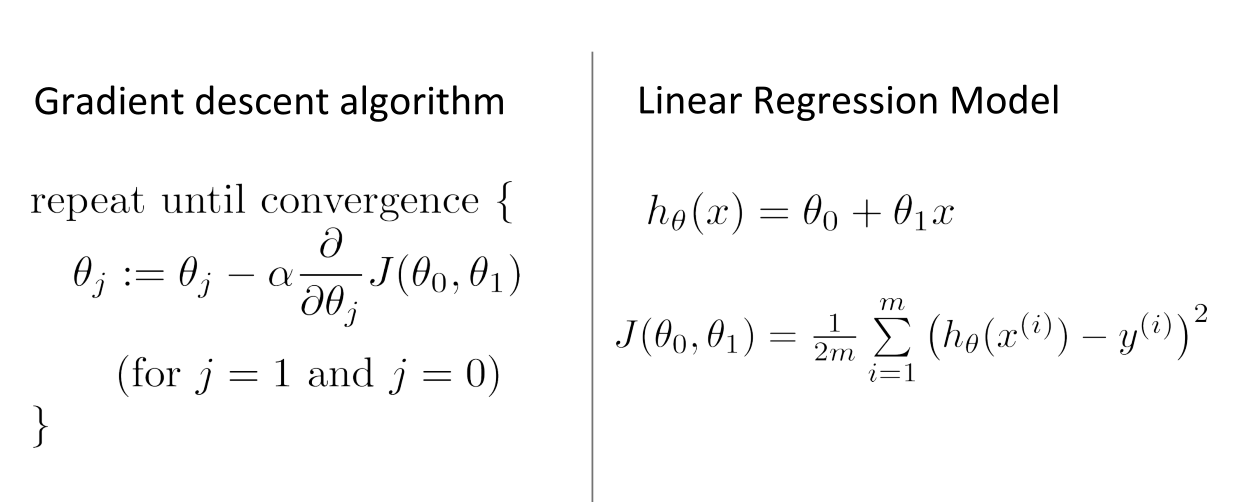 Gradient descent algorithm
repeat until convergence {
θ_j := θ_j − α ∂/∂θ_j J(θ_0, θ_1)
(for j = 1 and j = 0)
}
Linear Regression Model
h_θ(x) = θ_0 + θ_1x
J(θ_0, θ_1) = 1/2m ∑_{i=1}^{m} (h_θ(x^{(i)}) − y^{(i)})^2